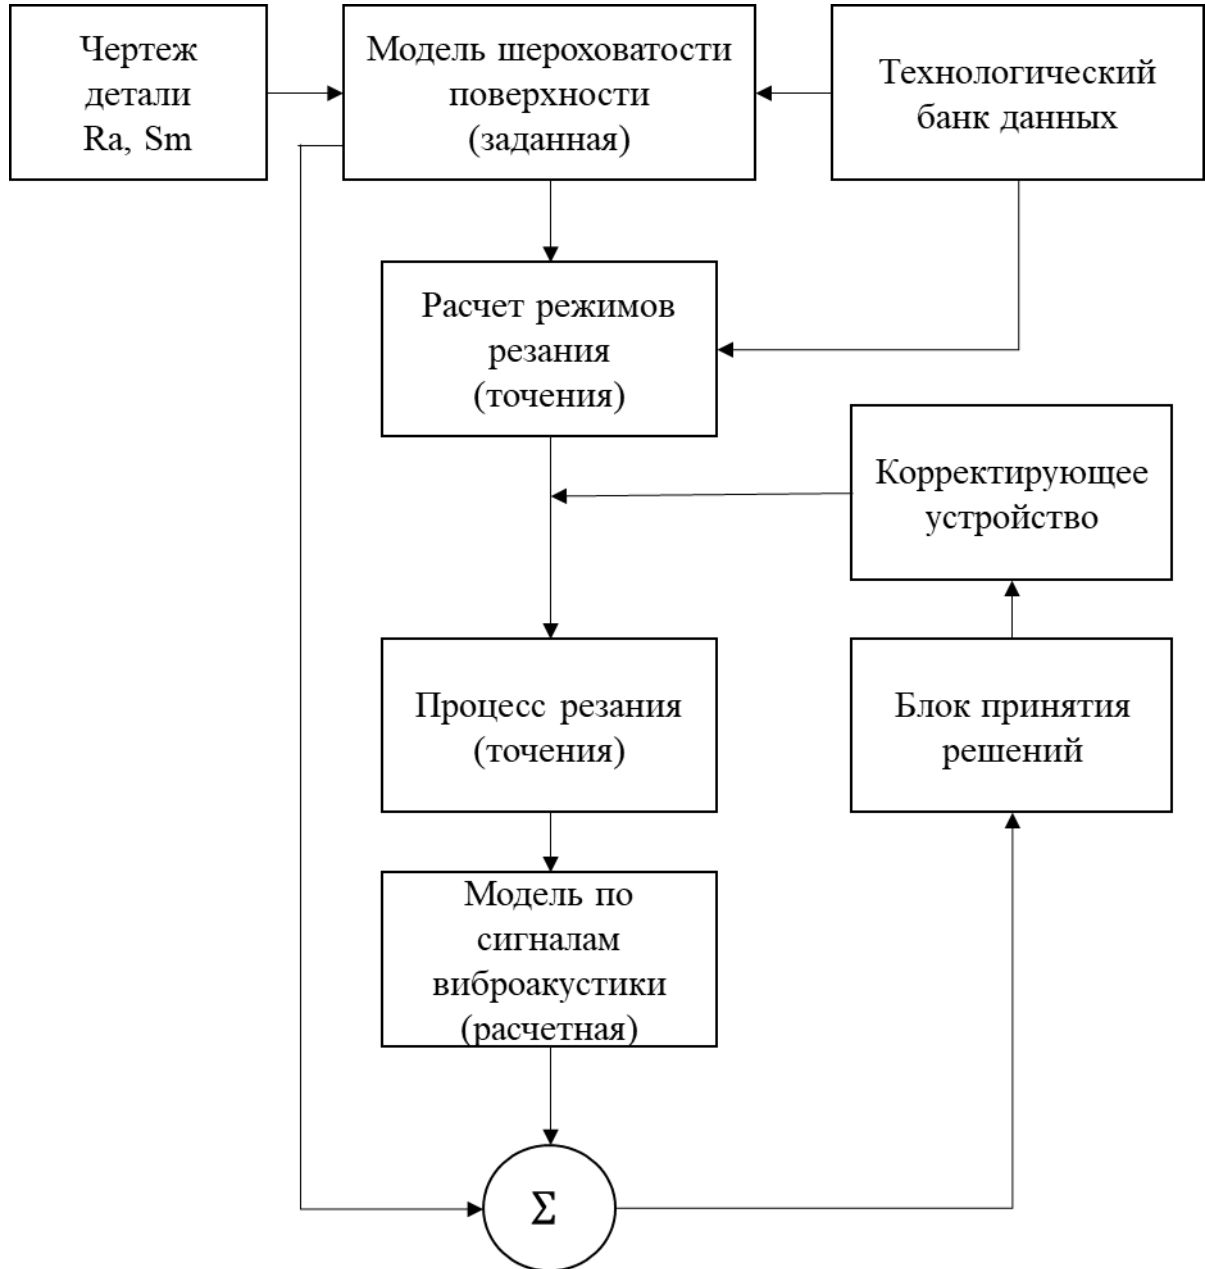 Чертеж
детали
Ra, Sm
Модель шероховатости
поверхности
(заданная)
Технологический
банк данных
Расчет режимов
резания
(точения)
Корректирующее
устройство
Процесс резания
(точения)
Блок принятия
решений
Модель по
сигналам
виброакустики
(расчетная)
Σ